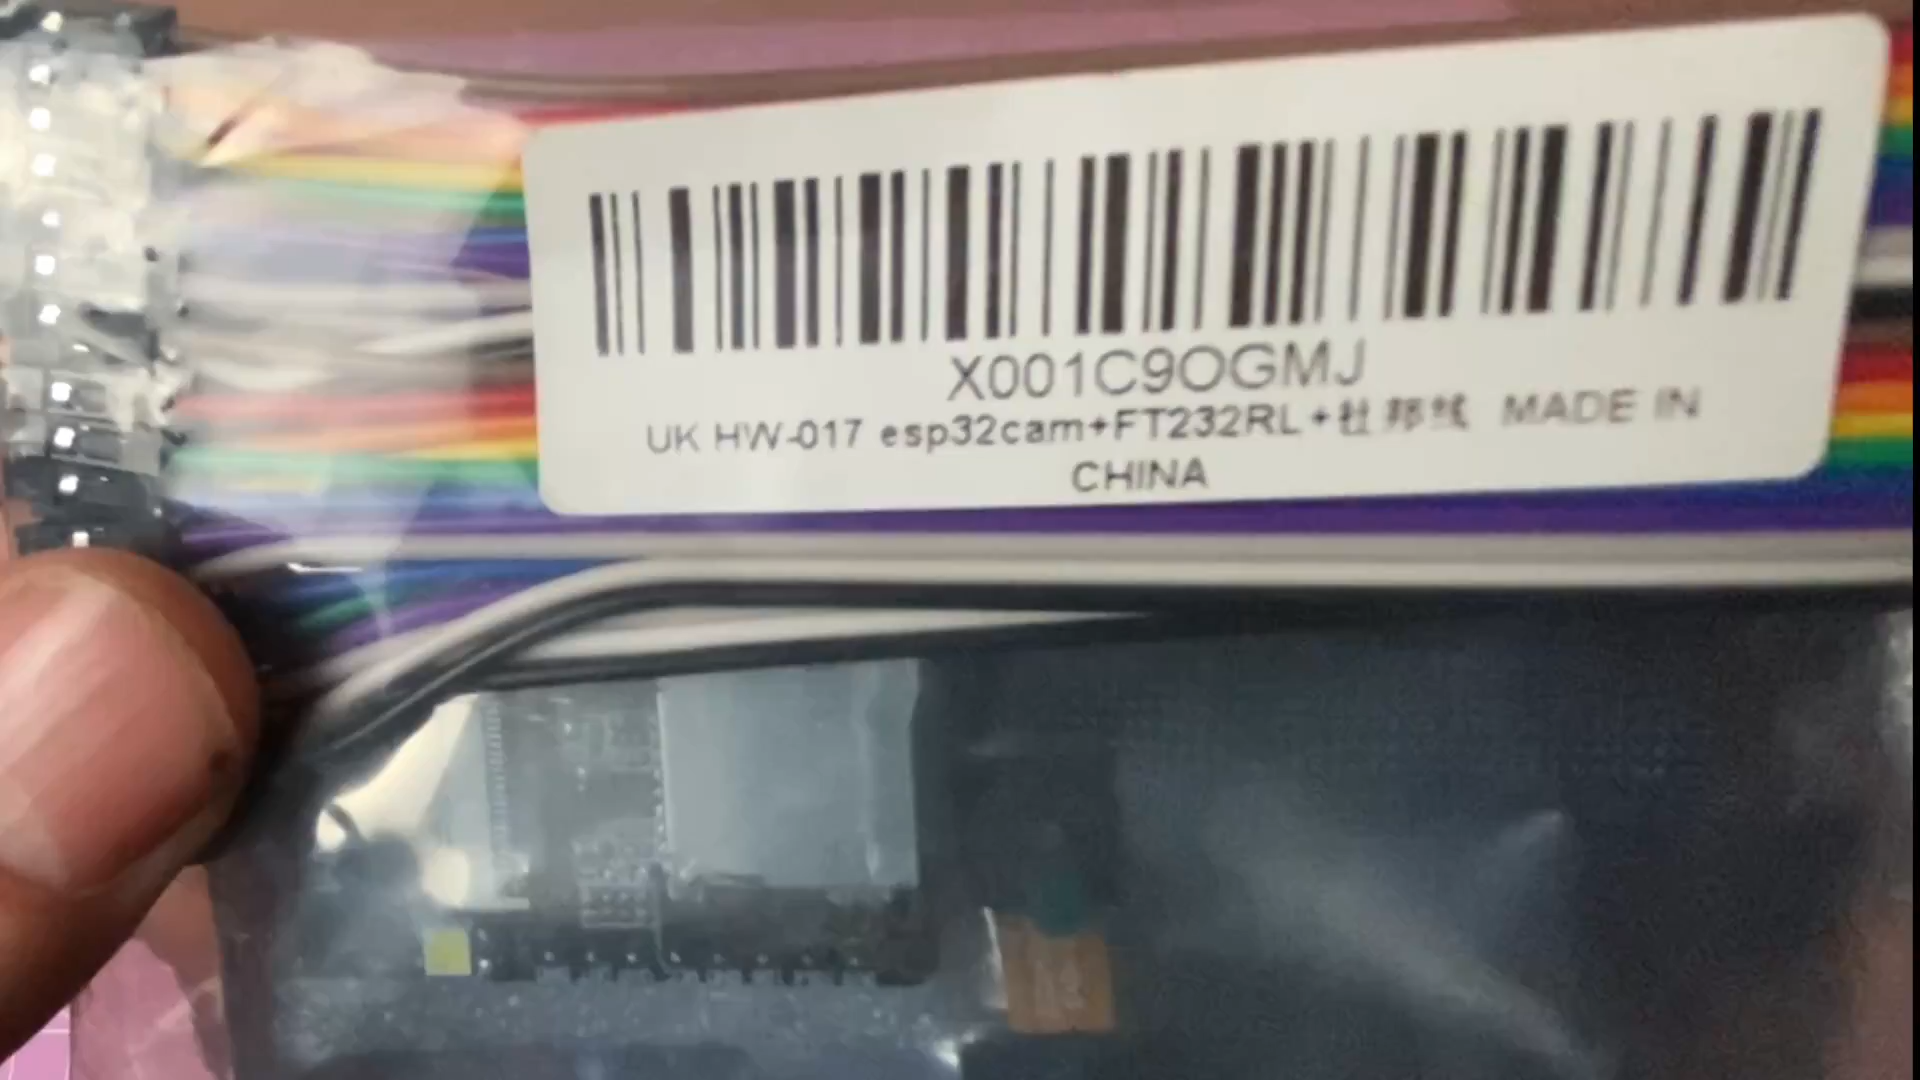 X001C9OGMJ
UK HW-017 esp32cam+FT232RL+杜邦线 MADE IN
CHINA